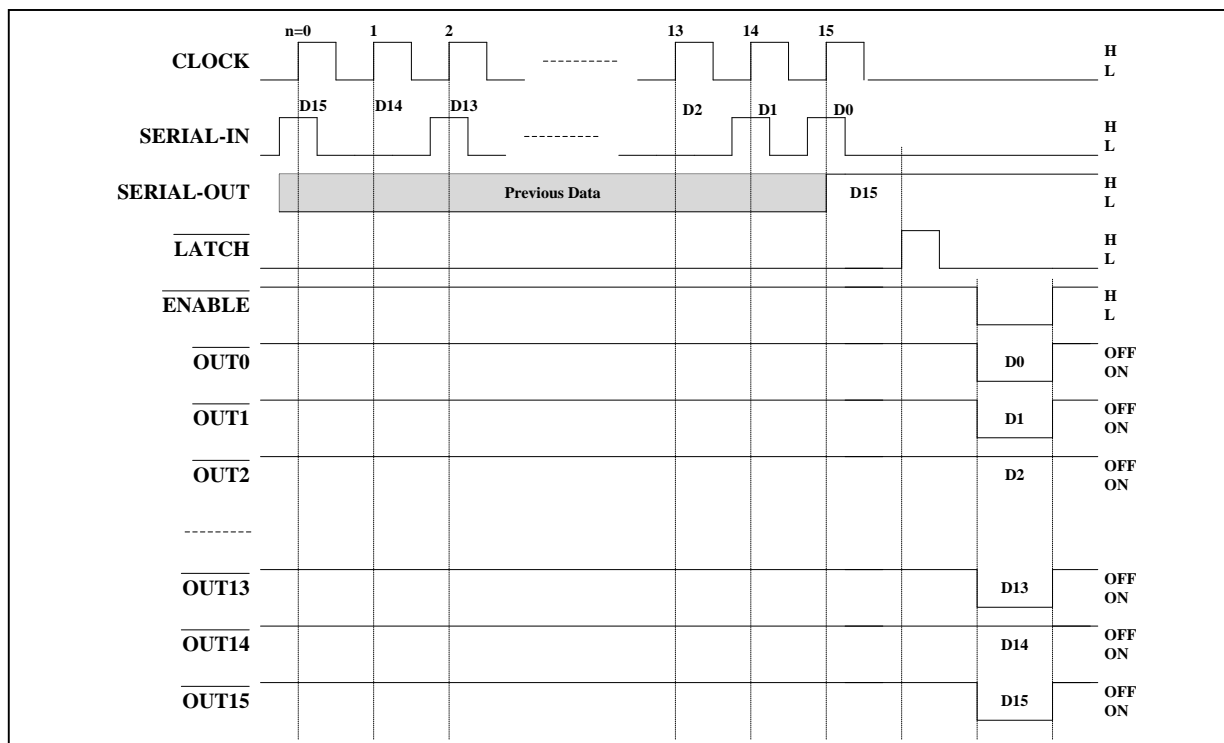 n=0 1 2 13 14 15
CLOCK H
L
D15 D14 D13 D2 D1 D0
SERIAL-IN H
L
SERIAL-OUT Previous Data D15 H
L
LATCH H
L
ENABLE H
L
OUT0 D0 OFF
ON
OUT1 D1 OFF
ON
OUT2 D2 OFF
ON
OUT13 D13 OFF
ON
OUT14 D14 OFF
ON
OUT15 D15 OFF
ON